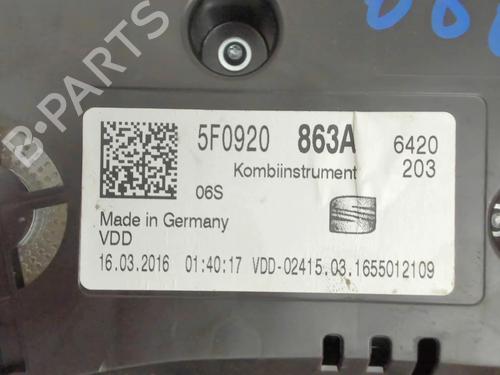 B-PARTS
5F0920 863A 6420
Kombiinstrument 203
06S
Made in Germany
VDD
16.03.2016 01:40:17 VDD-02415.03.1655012109